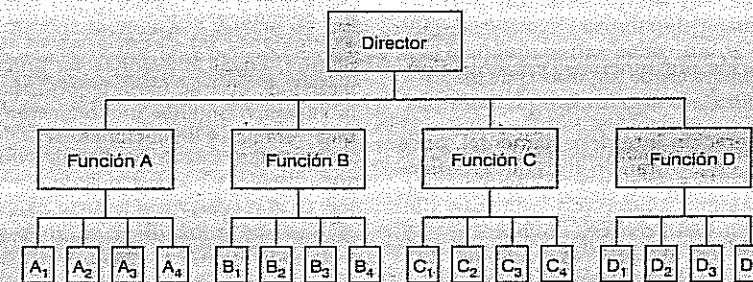 Director
Función A Función B Función C Función D
A₁ A₂ A₃ A₄ B₁ B₂ B₃ B₄ C₁ C₂ C₃ C₄ D₁ D₂ D₃ D